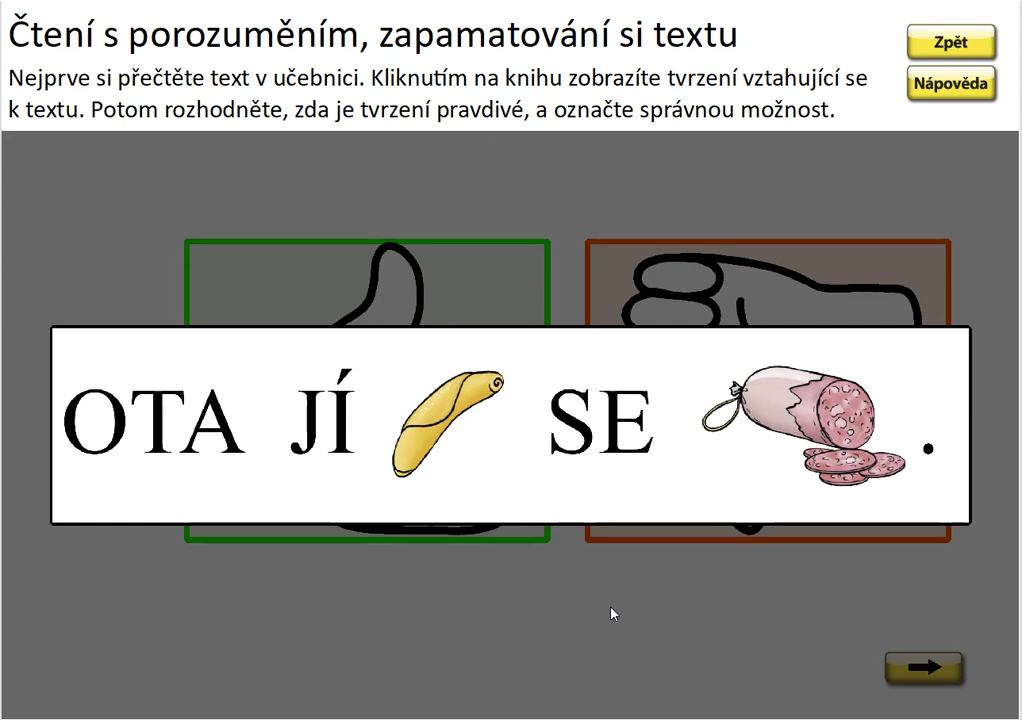 Čtení s porozuměním, zapamatování si textu
Zpět
Nejprve si přečtěte text v učebnici. Kliknutím na knihu zobrazíte tvrzení vztahující se
k textu. Potom rozhodněte, zda je tvrzení pravdivé, a označte správnou možnost.
Nápověda
OTA JÍ SE .